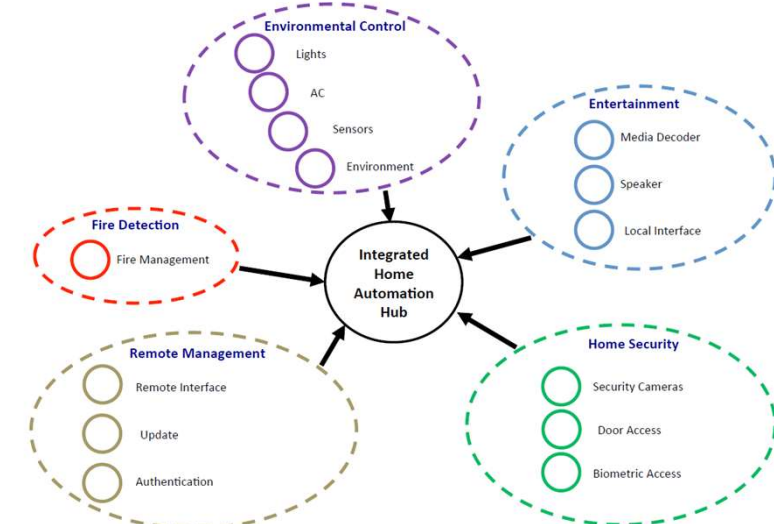 Environmental Control
Lights
AC
Sensors
Environment
Entertainment
Media Decoder
Speaker
Local Interface
Fire Detection
Fire Management
Integrated
Home
Automation
Hub
Remote Management
Remote Interface
Update
Authentication
Home Security
Security Cameras
Door Access
Biometric Access